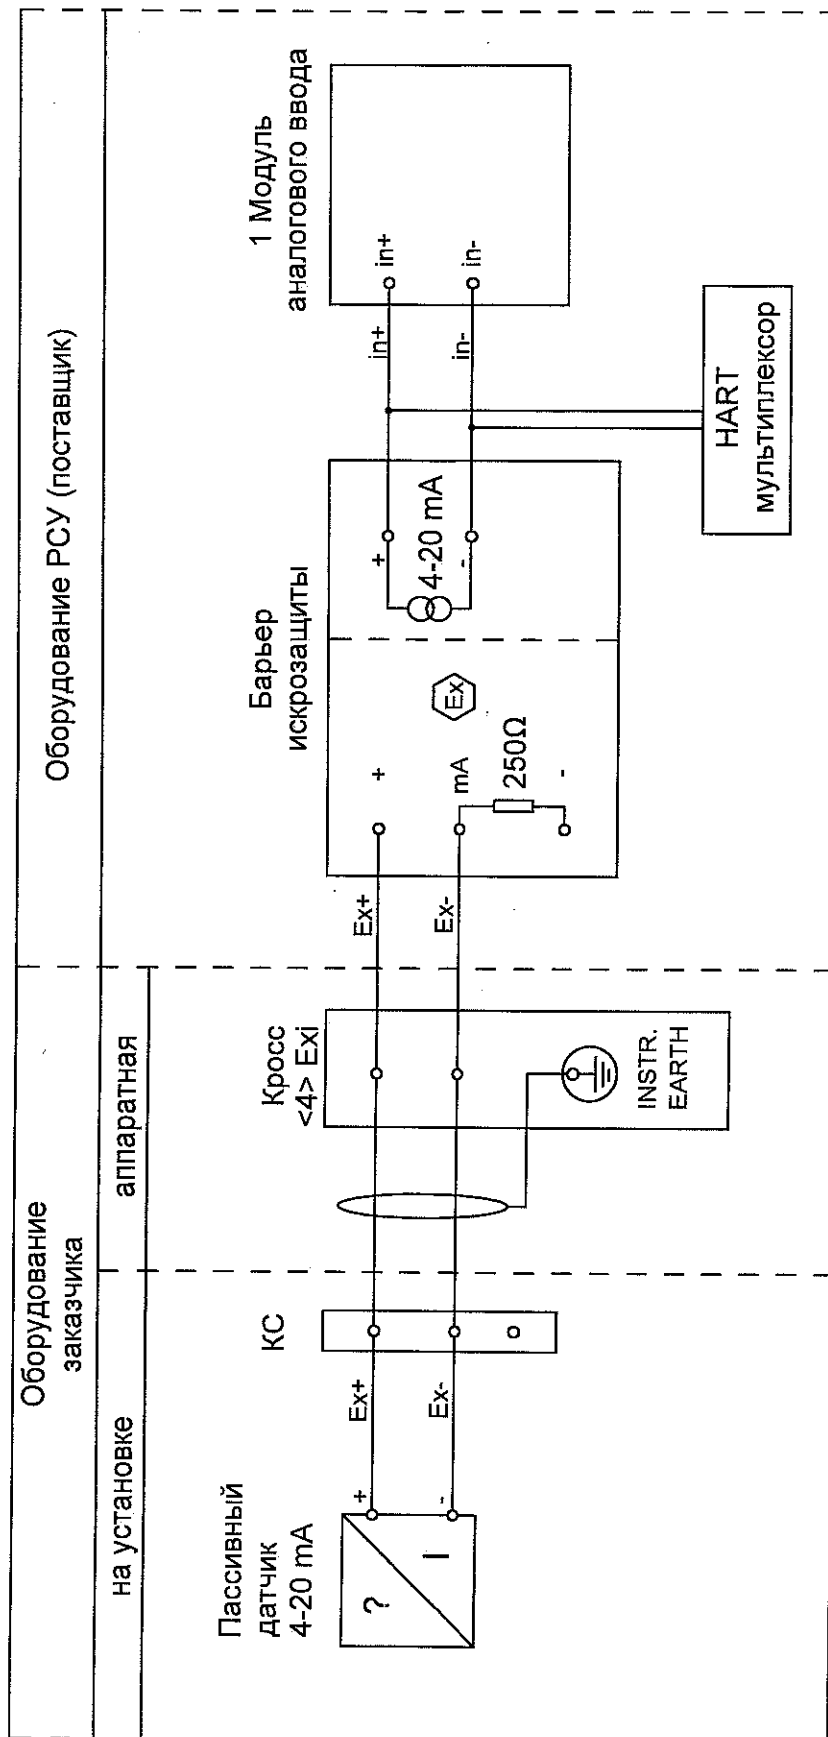 Оборудование
заказчика
Оборудование РСУ (поставщик)
на установке
аппаратная
Пассивный
датчик
4-20 mA
?
I
+
-
Ex+
Ex-
КС
Кросс
<4> Exi
INSTR.
EARTH
Ex+
Ex-
Барьер
искрозащиты
+
mA
250Ω
-
Ex
+
4-20 mA
-
in+
in-
1 Модуль
аналогового ввода
in+
in-
HART
мультиплексор